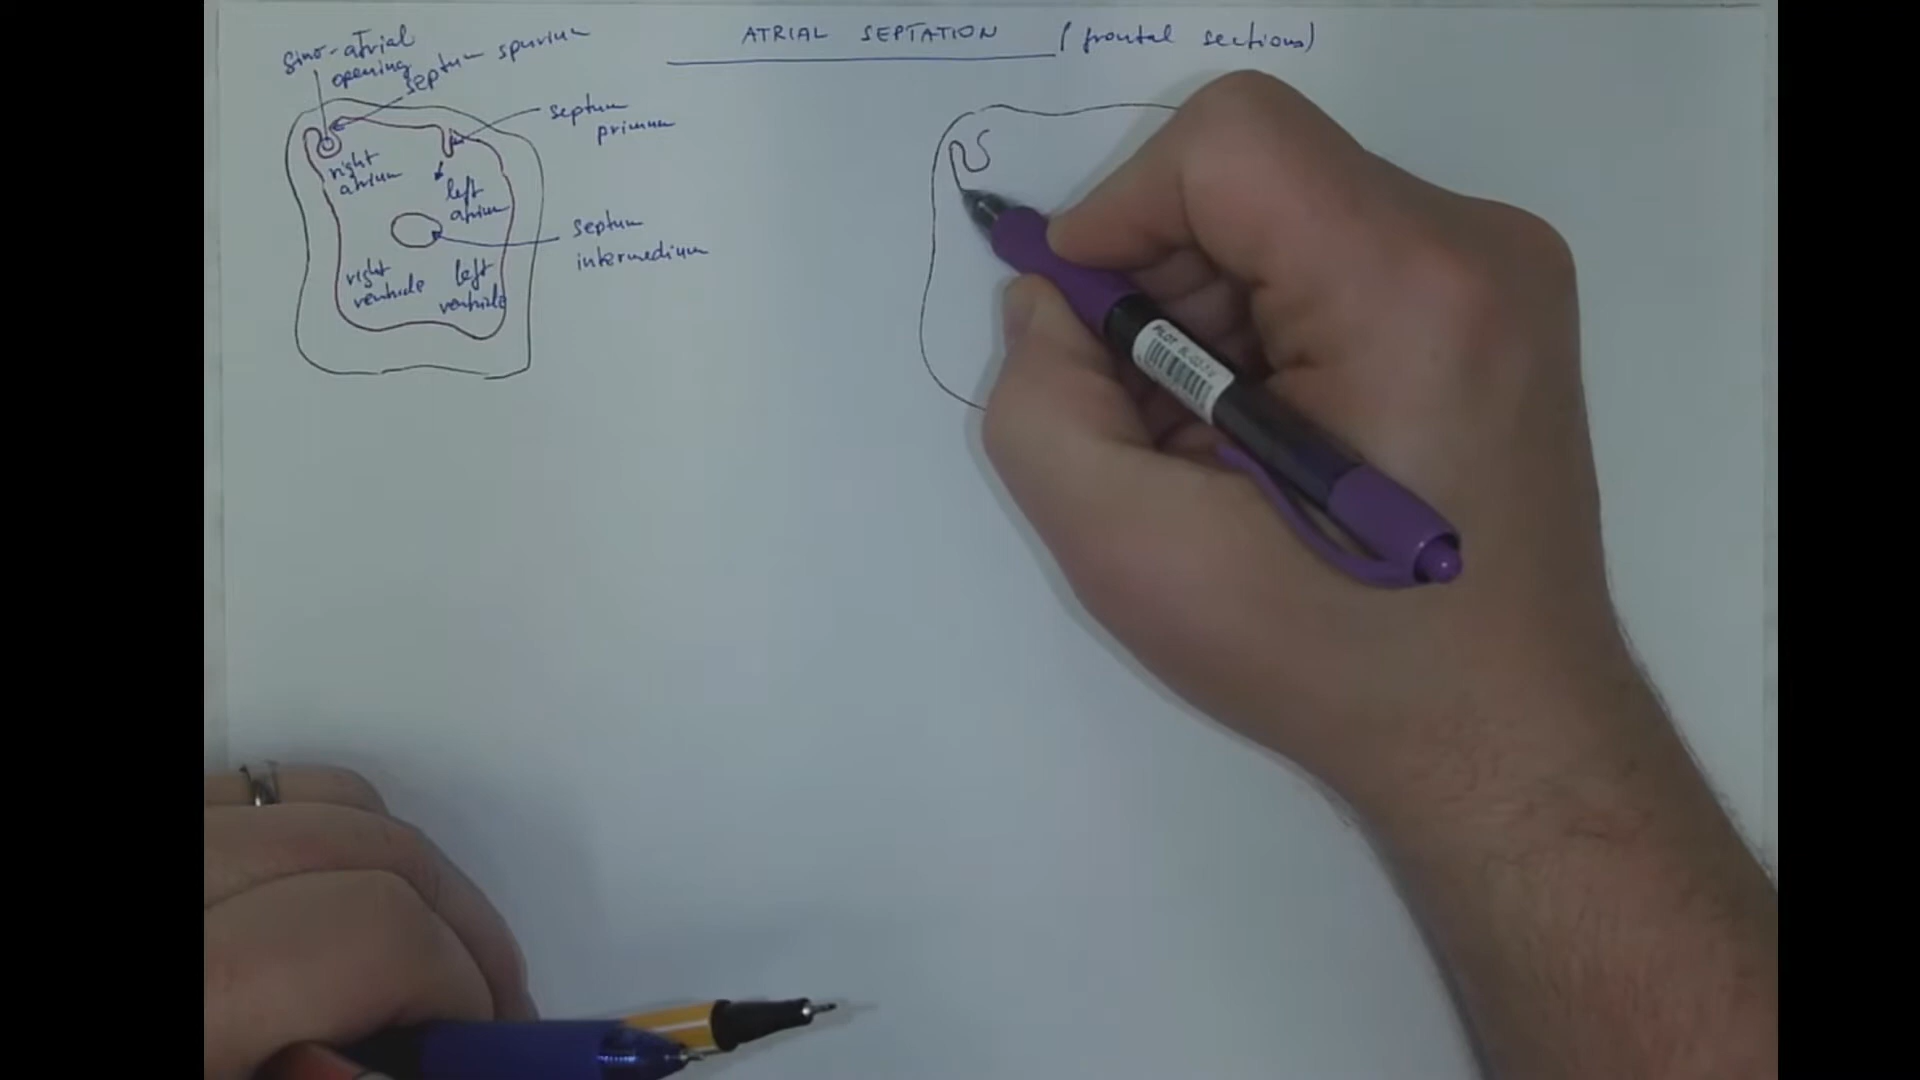 ATRIAL SEPTATION (frontal sections)
sino-atrial
opening
septum spurium
septum
primum
right
atrium
left
atrium
septum
intermedium
right
ventricle
left
ventricle
PILOT